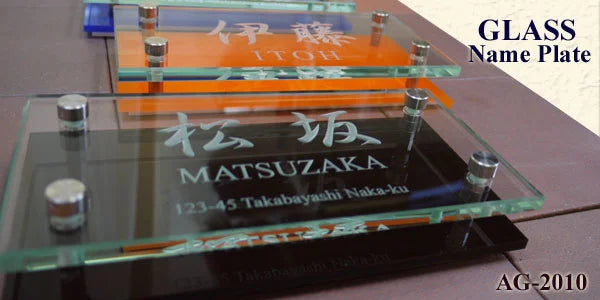 GLASS
Name Plate
伊藤
ITOH
松坂
MATSUZAKA
123-45 Takabayashi Naka-ku
AG-2010